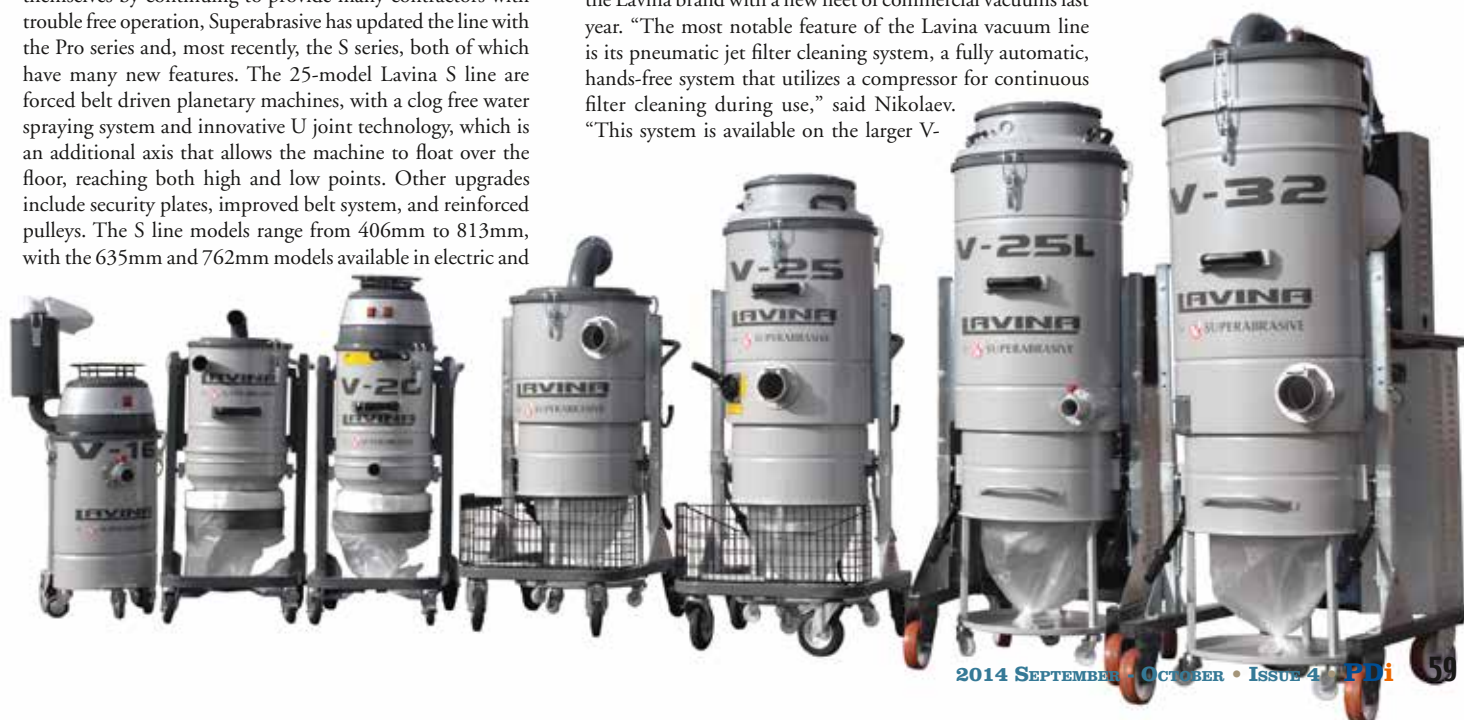 themselves by continuing to provide many contractors with
trouble free operation, Superabrasive has updated the line with
the Pro series and, most recently, the S series, both of which
have many new features. The 25-model Lavina S line are
forced belt driven planetary machines, with a clog free water
spraying system and innovative U joint technology, which is
an additional axis that allows the machine to float over the
floor, reaching both high and low points. Other upgrades
include security plates, improved belt system, and reinforced
pulleys. The S line models range from 406mm to 813mm,
with the 635mm and 762mm models available in electric and
the Lavina brand with a new fleet of commercial vacuums last
year. “The most notable feature of the Lavina vacuum line
is its pneumatic jet filter cleaning system, a fully automatic,
hands-free system that utilizes a compressor for continuous
filter cleaning during use,” said Nikolaev.
“This system is available on the larger V-
V-16
LAVINA
LAVINA
SUPERABRASIVE
V-20
LAVINA
SUPERABRASIVE
LAVINA
SUPERABRASIVE
V-25
LAVINA
SUPERABRASIVE
V-25L
LAVINA
SUPERABRASIVE
V-32
LAVINA
SUPERABRASIVE
2014 September - October • Issue 4 PDi 59